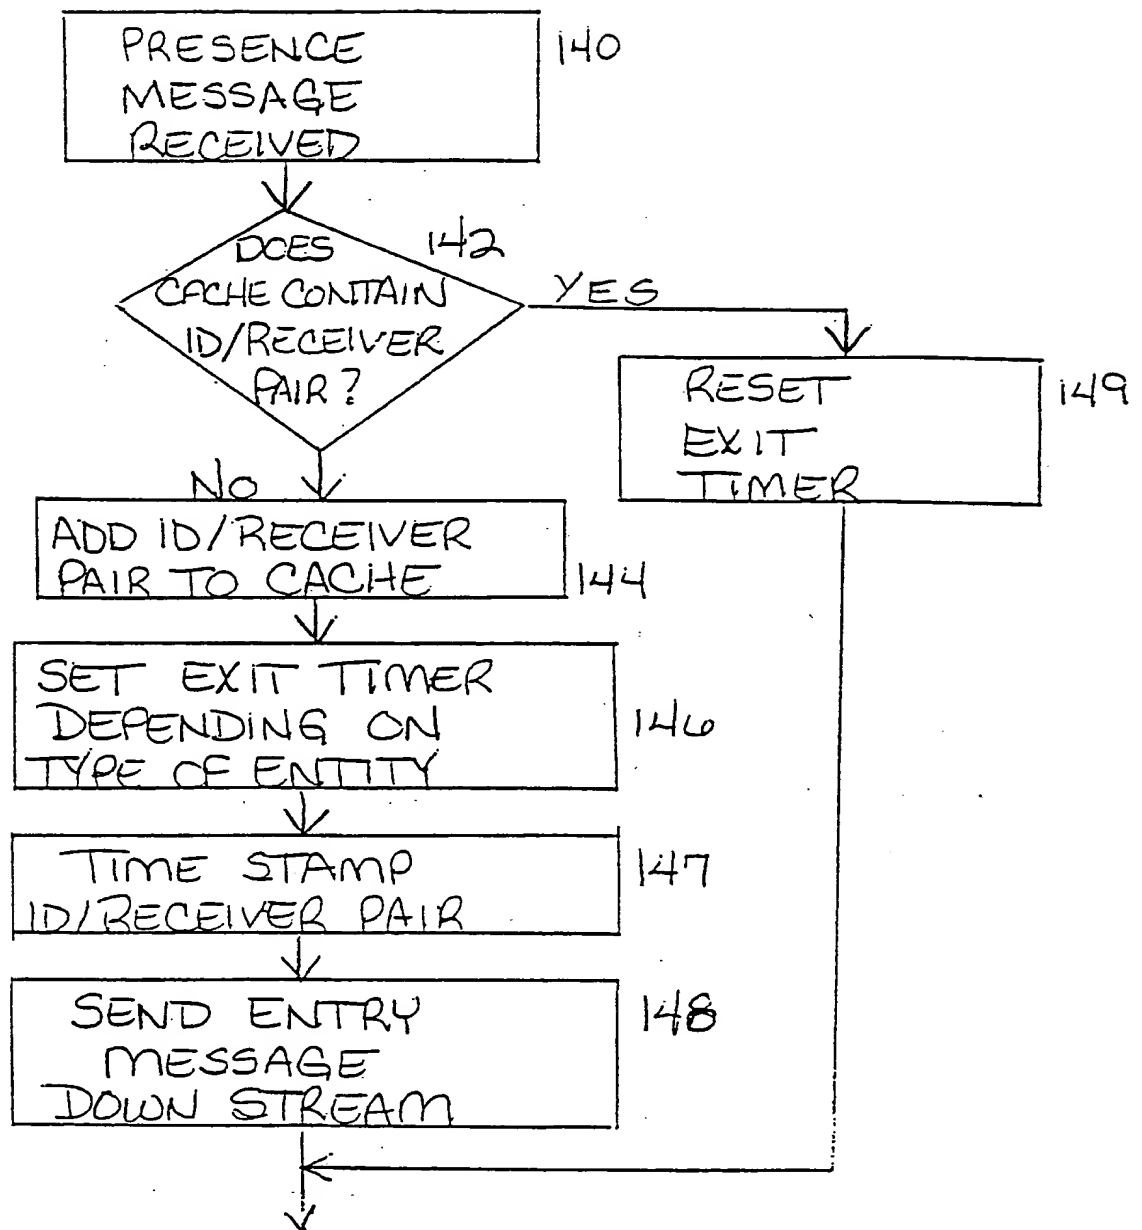 PRESENCE
MESSAGE
RECEIVED
140
DOES
CACHE CONTAIN
ID/RECEIVER
PAIR?
142
YES
RESET
EXIT
TIMER
149
NO
ADD ID/RECEIVER
PAIR TO CACHE
144
SET EXIT TIMER
DEPENDING ON
TYPE OF ENTITY
146
TIME STAMP
ID/RECEIVER PAIR
147
SEND ENTRY
MESSAGE
DOWN STREAM
148